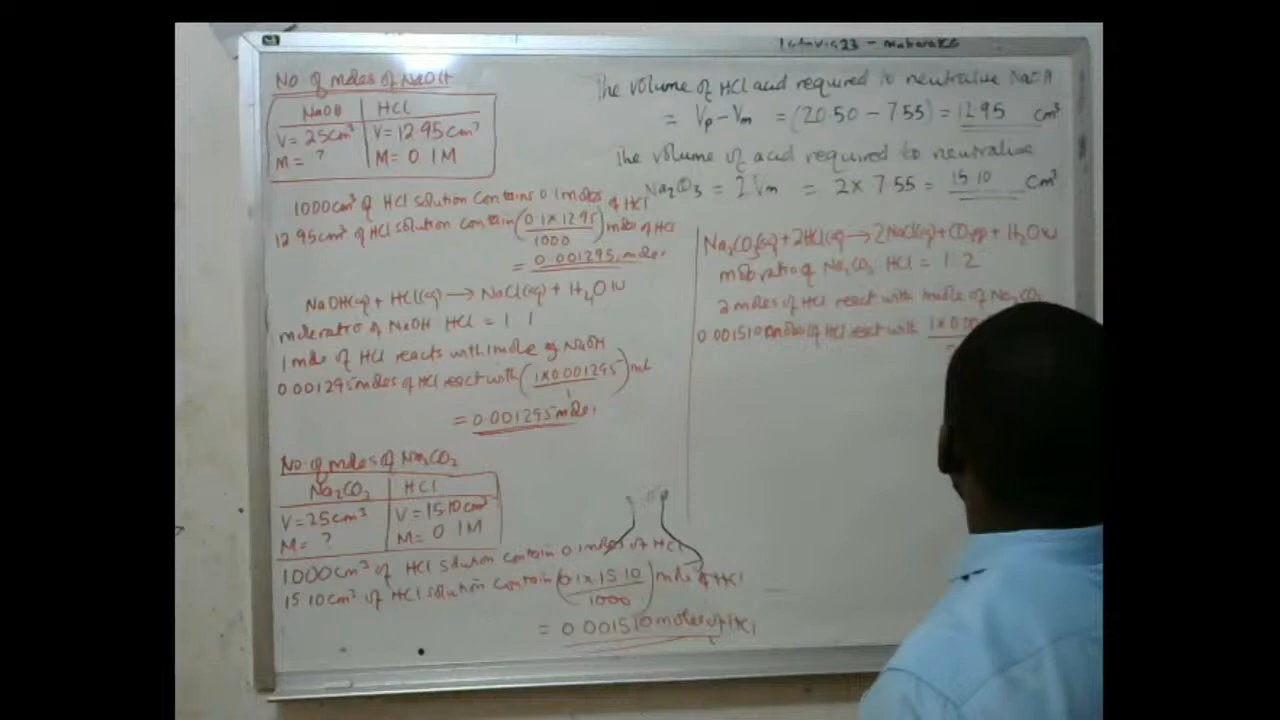 No. of moles of NaOH
NaOH | HCl
V = 25cm³ | V = 12.95cm³
M = ? | M = 0.1M
1000cm³ of HCl solution contains 0.1moles of HCl
12.95cm³ of HCl solution contain (0.1 x 12.95 / 1000) moles of HCl
= 0.001295 moles
NaOH(aq) + HCl(aq) → NaCl(aq) + H₂O(l)
mole ratio of NaOH : HCl = 1 : 1
1 mole of HCl reacts with 1 mole of NaOH
0.001295 moles of HCl react with (1 x 0.001295 / 1) mol
= 0.001295 moles
No. of moles of Na₂CO₃
Na₂CO₃ | HCl
V = 25cm³ | V = 15.10cm³
M = ? | M = 0.1M
1000cm³ of HCl solution contain 0.1 moles of HCl
15.10cm³ of HCl solution contain (0.1 x 15.10 / 1000) moles of HCl
= 0.001510 moles of HCl
The volume of HCl acid required to neutralise NaOH
= Vp - Vm = (20.50 - 7.55) = 12.95 cm³
The volume of acid required to neutralise
Na₂CO₃ = 2Vm = 2 x 7.55 = 15.10 cm³
Na₂CO₃(aq) + 2HCl(aq) → 2NaCl(aq) + CO₂(g) + H₂O(l)
mole ratio of Na₂CO₃ : HCl = 1 : 2
2 moles of HCl react with 1 mole of Na₂CO₃
0.001510 moles of HCl react with 1 x 0.00